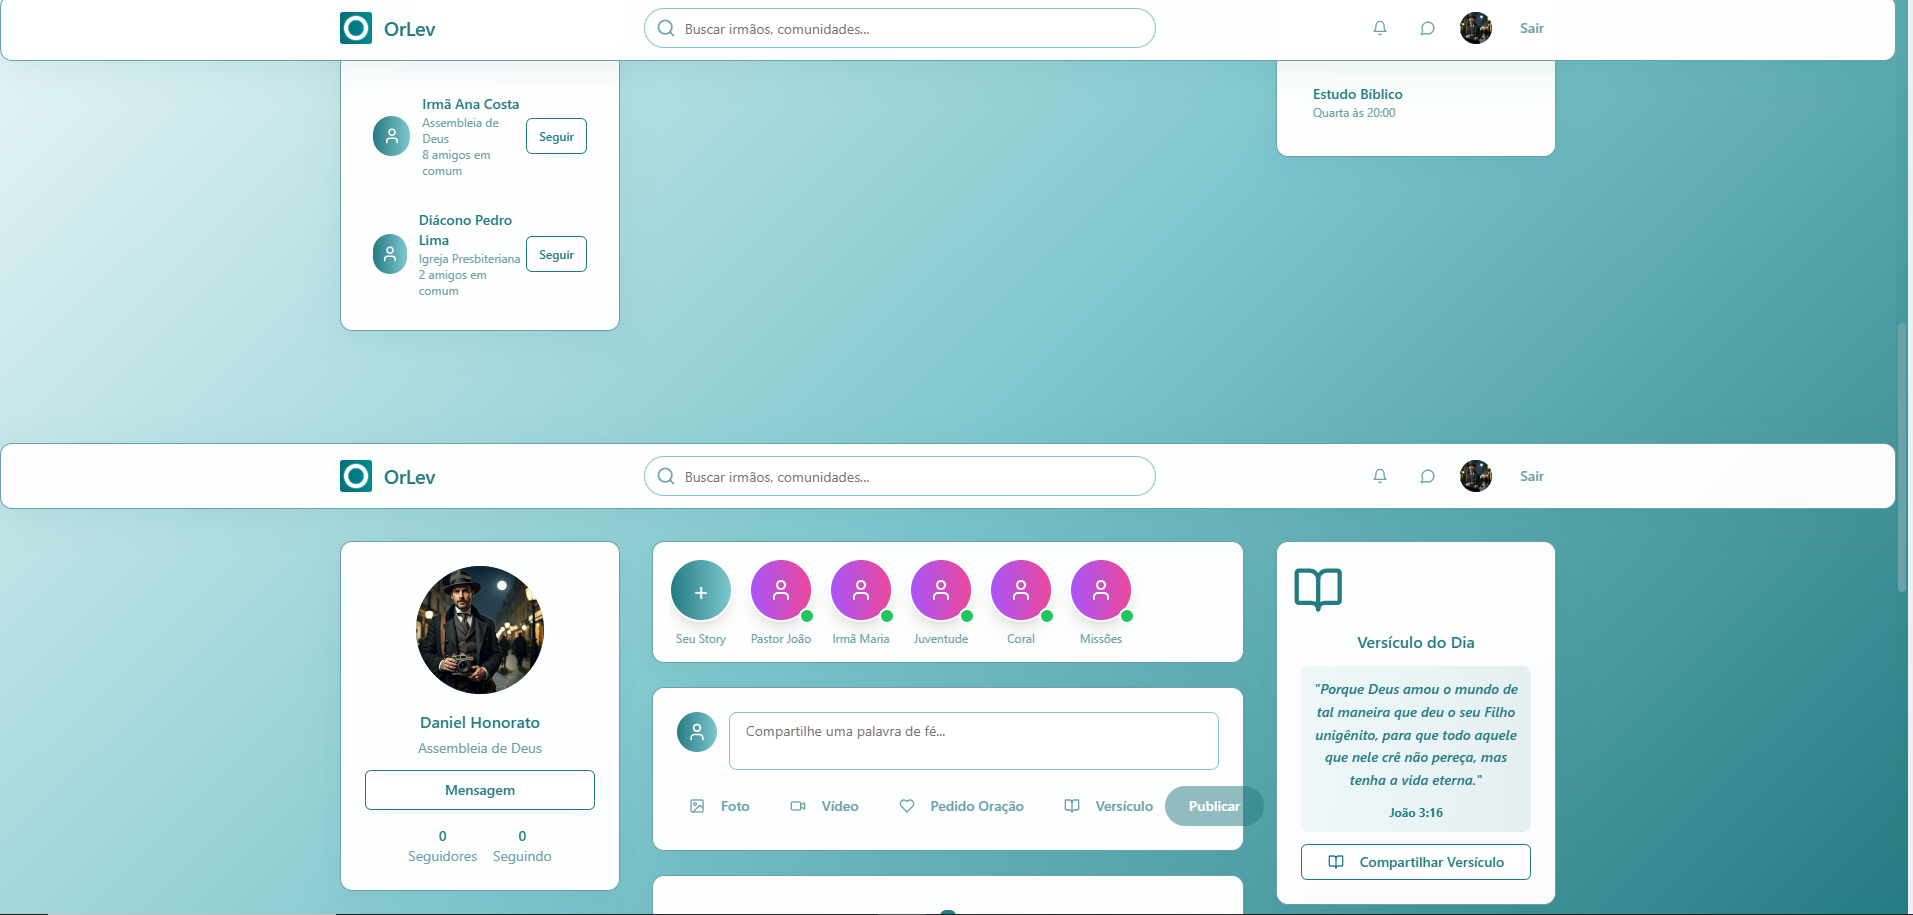 OrLev
Buscar irmãos, comunidades...
Sair
Irmã Ana Costa
Assembleia de
Deus
8 amigos em
comum
Seguir
Diácono Pedro
Lima
Igreja Presbiteriana
2 amigos em
comum
Seguir
Estudo Bíblico
Quarta às 20:00
OrLev
Buscar irmãos, comunidades...
Sair
Daniel Honorato
Assembleia de Deus
Mensagem
0 0
Seguidores Seguindo
+
Seu Story Pastor João Irmã Maria Juventude Coral Missões
Compartilhe uma palavra de fé...
Foto Vídeo Pedido Oração Versículo Publicar
Versículo do Dia
"Porque Deus amou o mundo de
tal maneira que deu o seu Filho
unigênito, para que todo aquele
que nele crê não pereça, mas
tenha a vida eterna."
João 3:16
Compartilhar Versículo